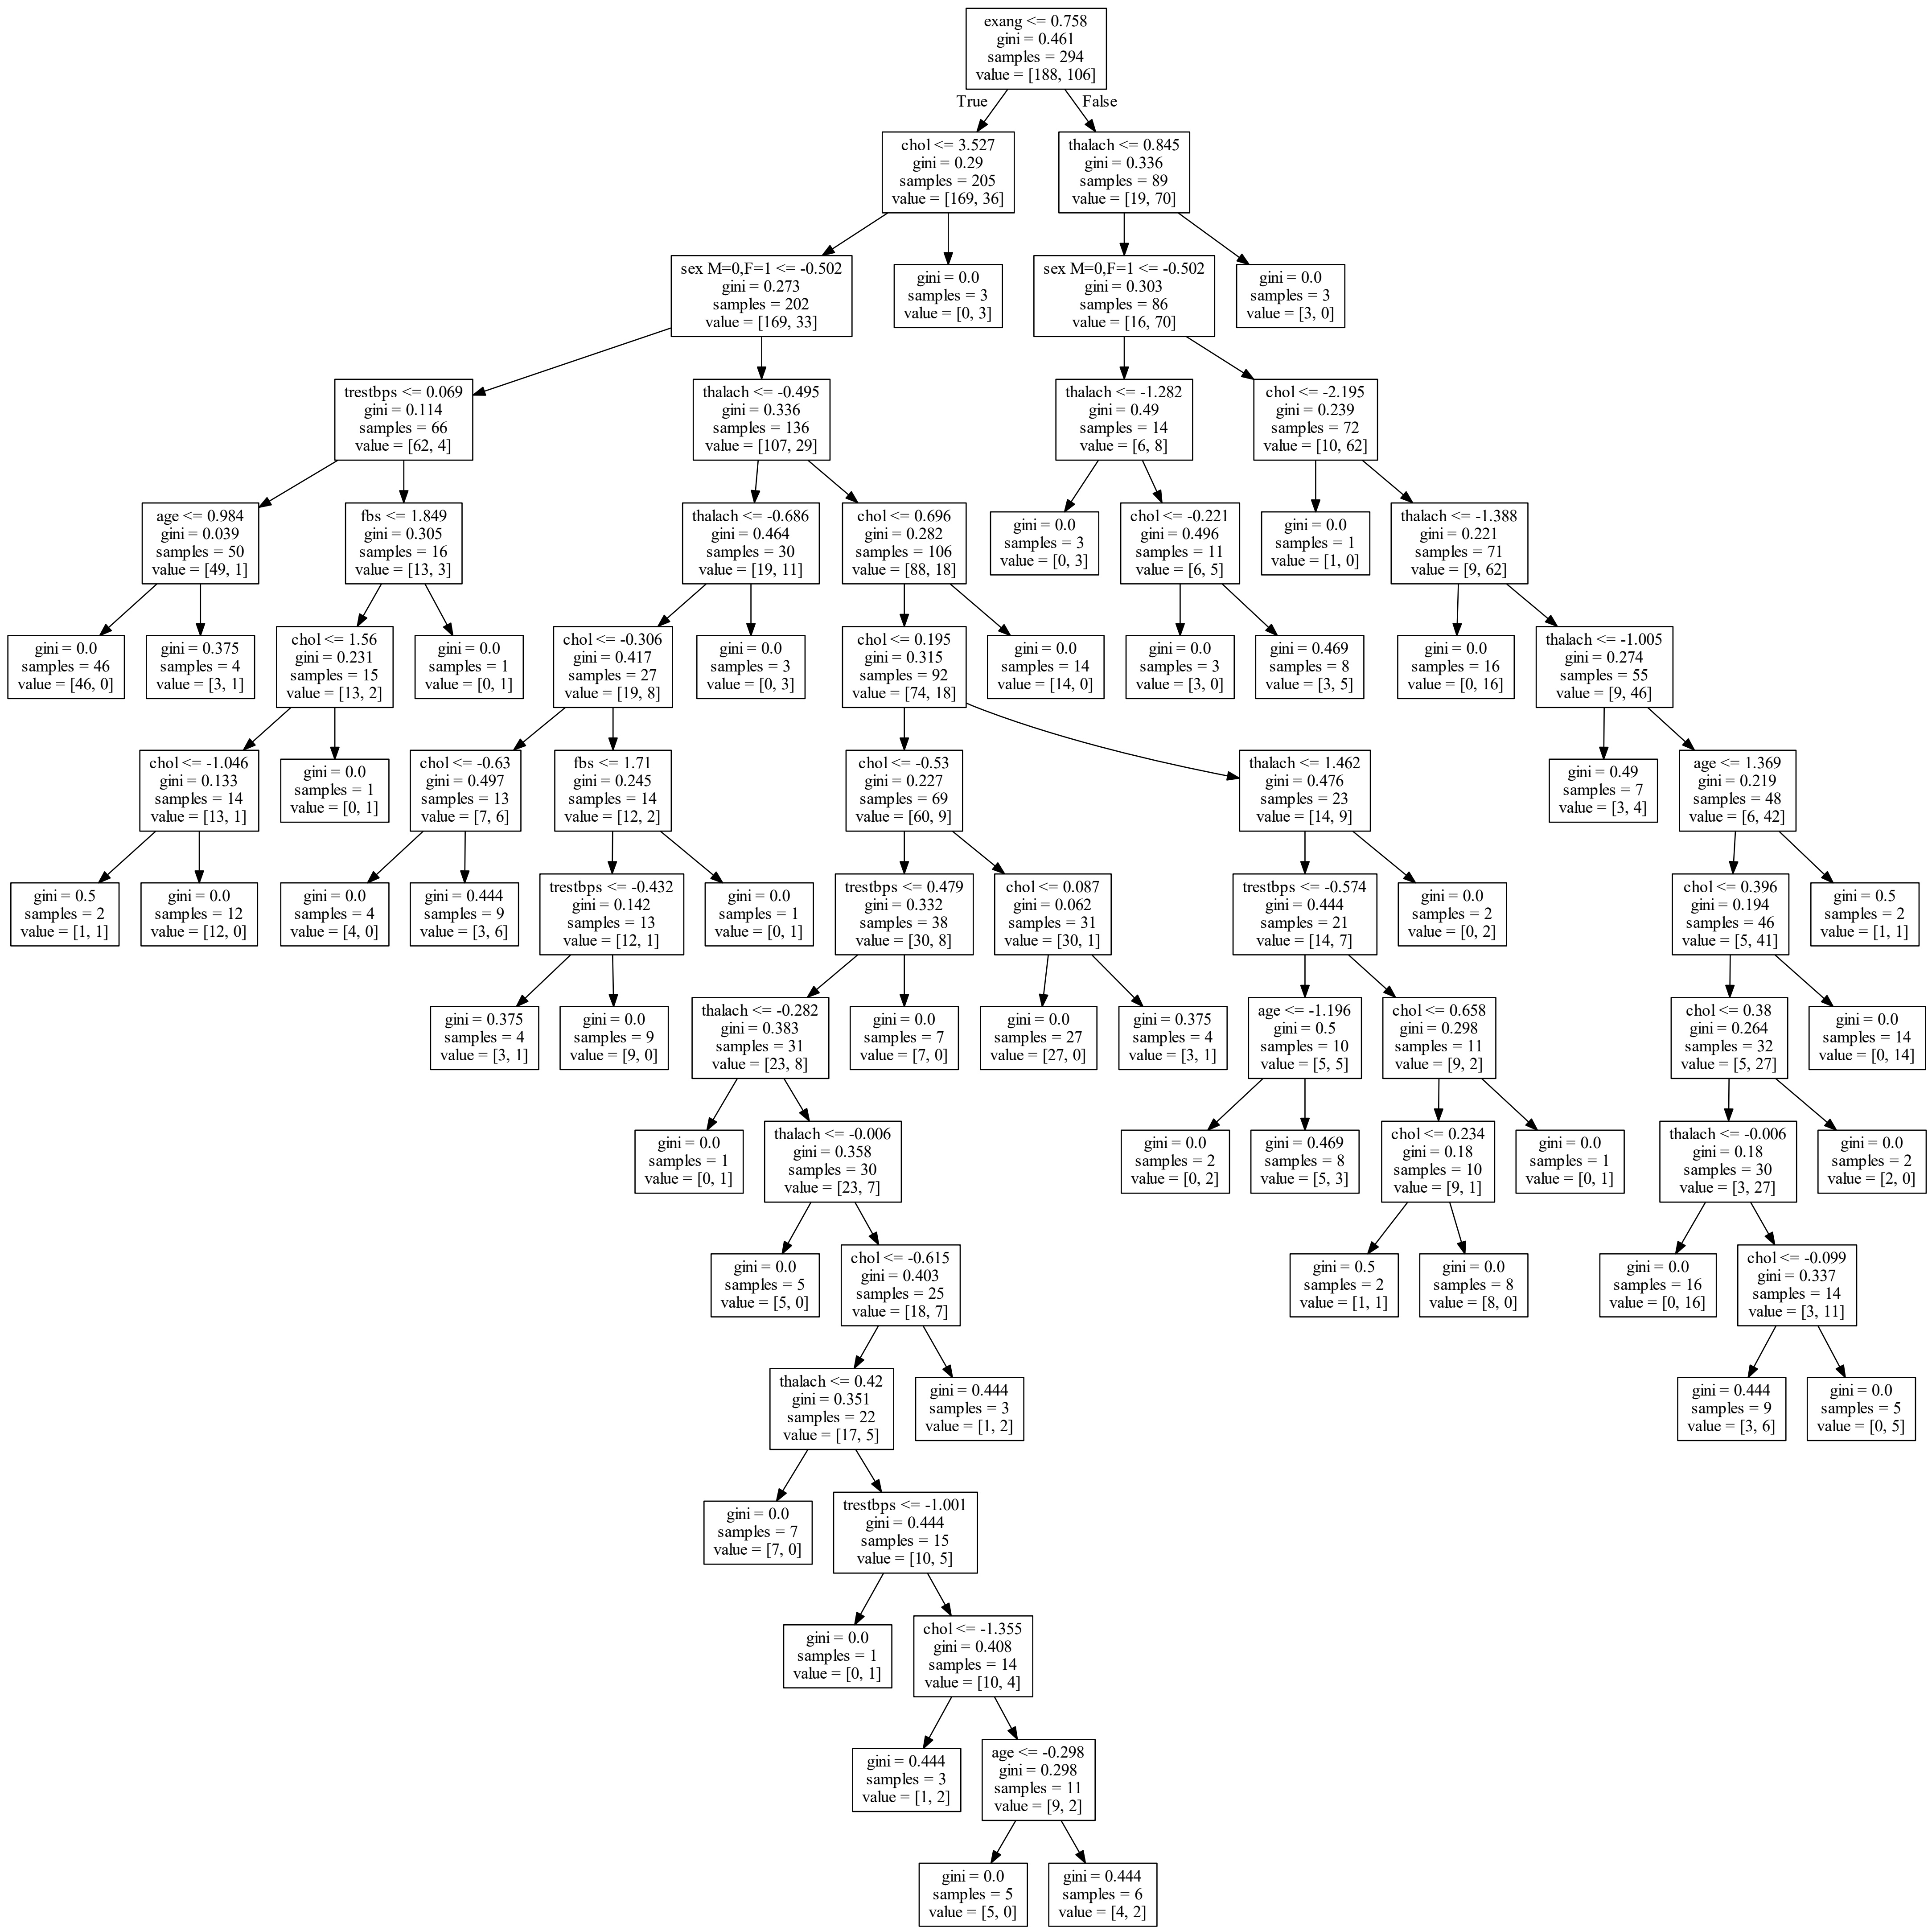 exang <= 0.758
gini = 0.461
samples = 294
value = [188, 106]
True
False
chol <= 3.527
gini = 0.29
samples = 205
value = [169, 36]
thalach <= 0.845
gini = 0.336
samples = 89
value = [19, 70]
sex M=0,F=1 <= -0.502
gini = 0.273
samples = 202
value = [169, 33]
gini = 0.0
samples = 3
value = [0, 3]
sex M=0,F=1 <= -0.502
gini = 0.303
samples = 86
value = [16, 70]
gini = 0.0
samples = 3
value = [3, 0]
trestbps <= 0.069
gini = 0.114
samples = 66
value = [62, 4]
thalach <= -0.495
gini = 0.336
samples = 136
value = [107, 29]
thalach <= -1.282
gini = 0.49
samples = 14
value = [6, 8]
chol <= -2.195
gini = 0.239
samples = 72
value = [10, 62]
age <= 0.984
gini = 0.039
samples = 50
value = [49, 1]
fbs <= 1.849
gini = 0.305
samples = 16
value = [13, 3]
thalach <= -0.686
gini = 0.464
samples = 30
value = [19, 11]
chol <= 0.696
gini = 0.282
samples = 106
value = [88, 18]
gini = 0.0
samples = 3
value = [0, 3]
chol <= -0.221
gini = 0.496
samples = 11
value = [6, 5]
gini = 0.0
samples = 1
value = [1, 0]
thalach <= -1.388
gini = 0.221
samples = 71
value = [9, 62]
gini = 0.0
samples = 46
value = [46, 0]
gini = 0.375
samples = 4
value = [3, 1]
chol <= 1.56
gini = 0.231
samples = 15
value = [13, 2]
gini = 0.0
samples = 1
value = [0, 1]
chol <= -0.306
gini = 0.417
samples = 27
value = [19, 8]
gini = 0.0
samples = 3
value = [0, 3]
chol <= 0.195
gini = 0.315
samples = 92
value = [74, 18]
gini = 0.0
samples = 14
value = [14, 0]
gini = 0.0
samples = 3
value = [3, 0]
gini = 0.469
samples = 8
value = [3, 5]
gini = 0.0
samples = 16
value = [0, 16]
thalach <= -1.005
gini = 0.274
samples = 55
value = [9, 46]
chol <= -1.046
gini = 0.133
samples = 14
value = [13, 1]
gini = 0.0
samples = 1
value = [0, 1]
chol <= -0.63
gini = 0.497
samples = 13
value = [7, 6]
fbs <= 1.71
gini = 0.245
samples = 14
value = [12, 2]
chol <= -0.53
gini = 0.227
samples = 69
value = [60, 9]
thalach <= 1.462
gini = 0.476
samples = 23
value = [14, 9]
gini = 0.49
samples = 7
value = [3, 4]
age <= 1.369
gini = 0.219
samples = 48
value = [6, 42]
gini = 0.5
samples = 2
value = [1, 1]
gini = 0.0
samples = 12
value = [12, 0]
gini = 0.0
samples = 4
value = [4, 0]
gini = 0.444
samples = 9
value = [3, 6]
trestbps <= -0.432
gini = 0.142
samples = 13
value = [12, 1]
gini = 0.0
samples = 1
value = [0, 1]
trestbps <= 0.479
gini = 0.332
samples = 38
value = [30, 8]
chol <= 0.087
gini = 0.062
samples = 31
value = [30, 1]
trestbps <= -0.574
gini = 0.444
samples = 21
value = [14, 7]
gini = 0.0
samples = 2
value = [0, 2]
chol <= 0.396
gini = 0.194
samples = 46
value = [5, 41]
gini = 0.5
samples = 2
value = [1, 1]
gini = 0.375
samples = 4
value = [3, 1]
gini = 0.0
samples = 9
value = [9, 0]
thalach <= -0.282
gini = 0.383
samples = 31
value = [23, 8]
gini = 0.0
samples = 7
value = [7, 0]
gini = 0.0
samples = 27
value = [27, 0]
gini = 0.375
samples = 4
value = [3, 1]
age <= -1.196
gini = 0.5
samples = 10
value = [5, 5]
chol <= 0.658
gini = 0.298
samples = 11
value = [9, 2]
chol <= 0.38
gini = 0.264
samples = 32
value = [5, 27]
gini = 0.0
samples = 14
value = [0, 14]
gini = 0.0
samples = 1
value = [0, 1]
thalach <= -0.006
gini = 0.358
samples = 30
value = [23, 7]
gini = 0.0
samples = 2
value = [0, 2]
gini = 0.469
samples = 8
value = [5, 3]
chol <= 0.234
gini = 0.18
samples = 10
value = [9, 1]
gini = 0.0
samples = 1
value = [0, 1]
thalach <= -0.006
gini = 0.18
samples = 30
value = [3, 27]
gini = 0.0
samples = 2
value = [2, 0]
gini = 0.0
samples = 5
value = [5, 0]
chol <= -0.615
gini = 0.403
samples = 25
value = [18, 7]
gini = 0.5
samples = 2
value = [1, 1]
gini = 0.0
samples = 8
value = [8, 0]
gini = 0.0
samples = 16
value = [0, 16]
chol <= -0.099
gini = 0.337
samples = 14
value = [3, 11]
thalach <= 0.42
gini = 0.351
samples = 22
value = [17, 5]
gini = 0.444
samples = 3
value = [1, 2]
gini = 0.444
samples = 9
value = [3, 6]
gini = 0.0
samples = 5
value = [0, 5]
gini = 0.0
samples = 7
value = [7, 0]
trestbps <= -1.001
gini = 0.444
samples = 15
value = [10, 5]
gini = 0.0
samples = 1
value = [0, 1]
chol <= -1.355
gini = 0.408
samples = 14
value = [10, 4]
gini = 0.444
samples = 3
value = [1, 2]
age <= -0.298
gini = 0.298
samples = 11
value = [9, 2]
gini = 0.0
samples = 5
value = [5, 0]
gini = 0.444
samples = 6
value = [4, 2]